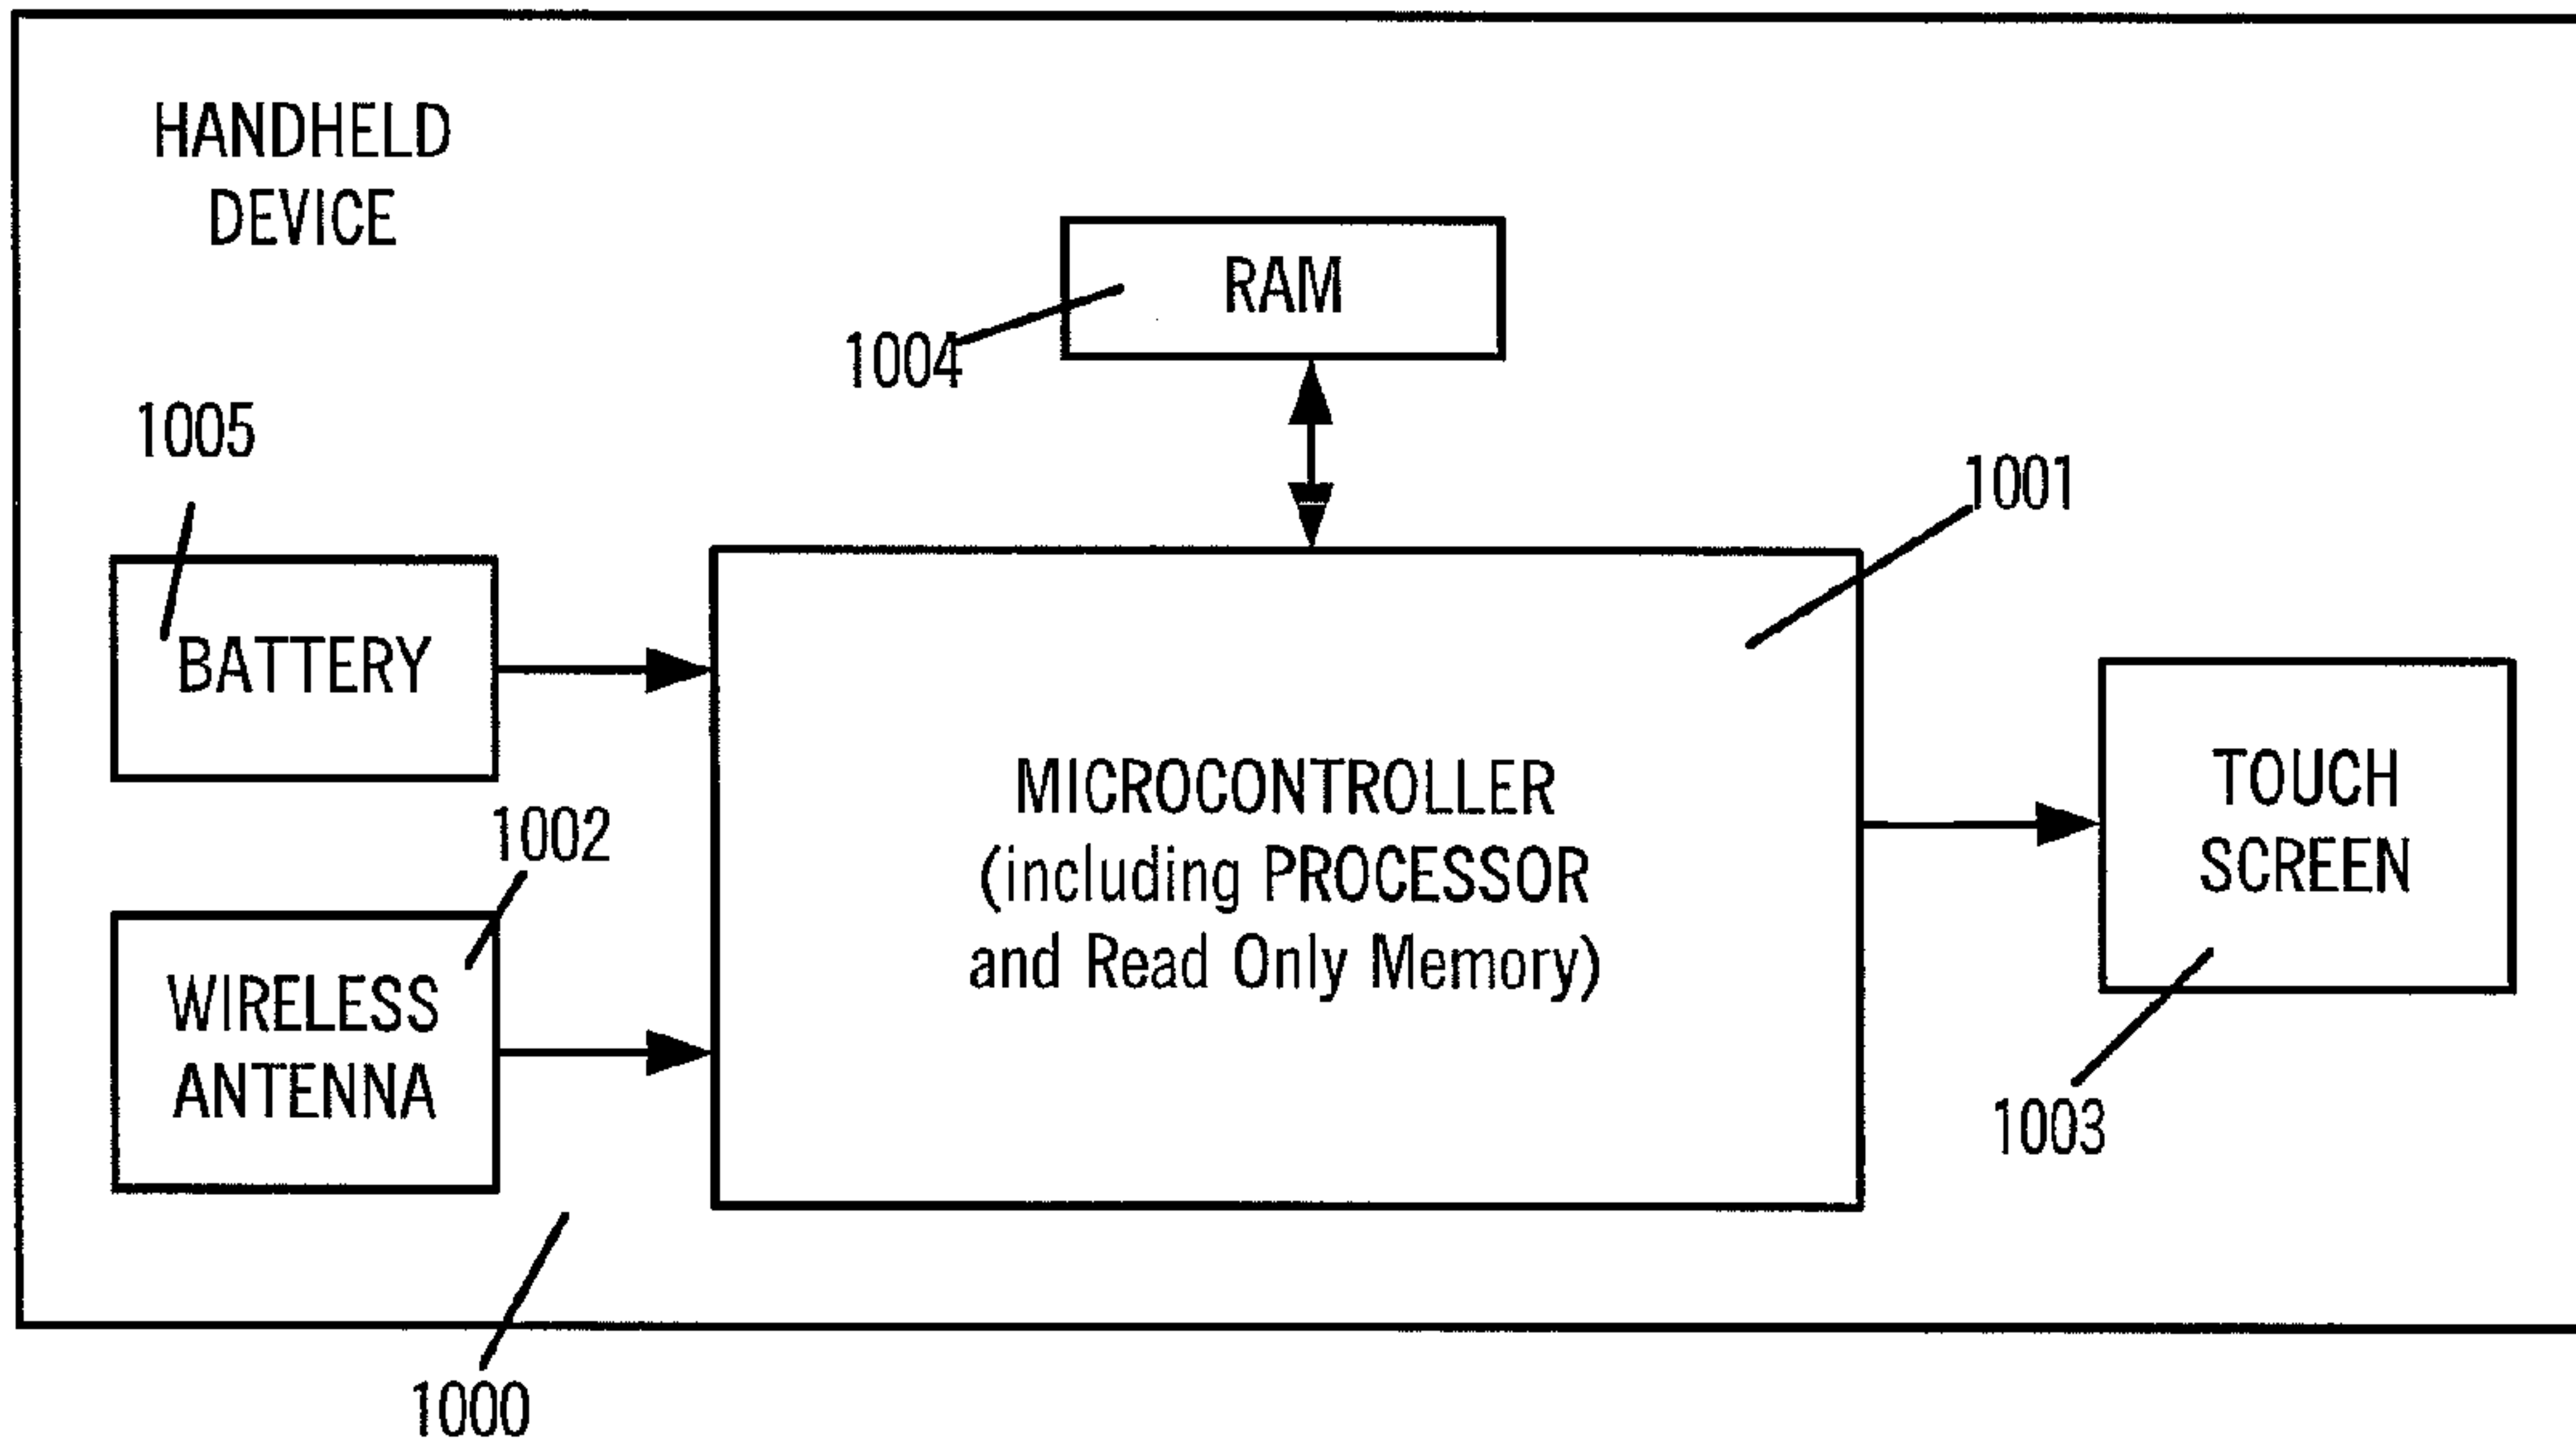 HANDHELD
DEVICE
RAM
1004
1005
1001
BATTERY
MICROCONTROLLER
(including PROCESSOR
and Read Only Memory)
TOUCH
SCREEN
1002
WIRELESS
ANTENNA
1003
1000